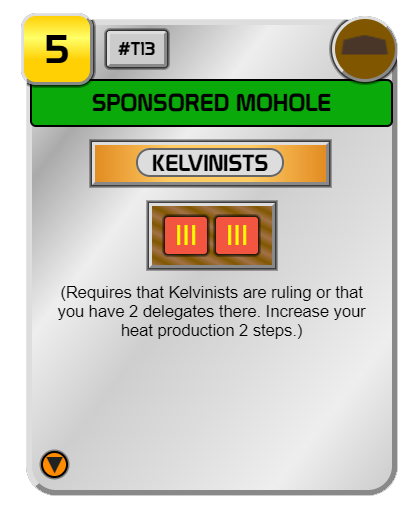 5
#T13
SPONSORED MOHOLE
KELVINISTS
(Requires that Kelvinists are ruling or that
you have 2 delegates there. Increase your
heat production 2 steps.)